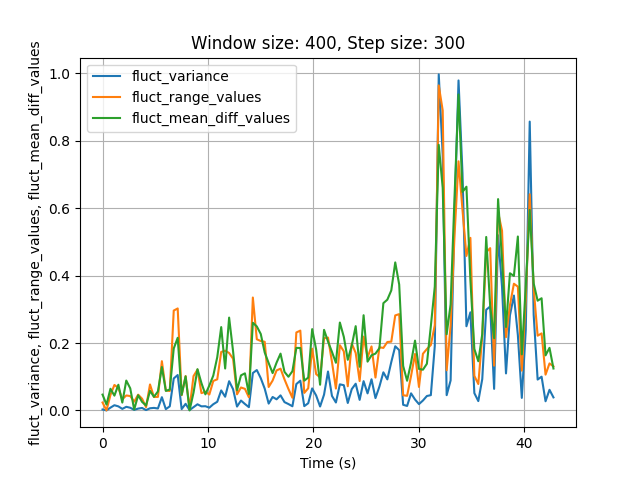 Window size: 400, Step size: 300
fluct_variance
fluct_range_values
fluct_mean_diff_values
fluct_variance, fluct_range_values, fluct_mean_diff_values
1.0
0.8
0.6
0.4
0.2
0.0
0 10 20 30 40
Time (s)